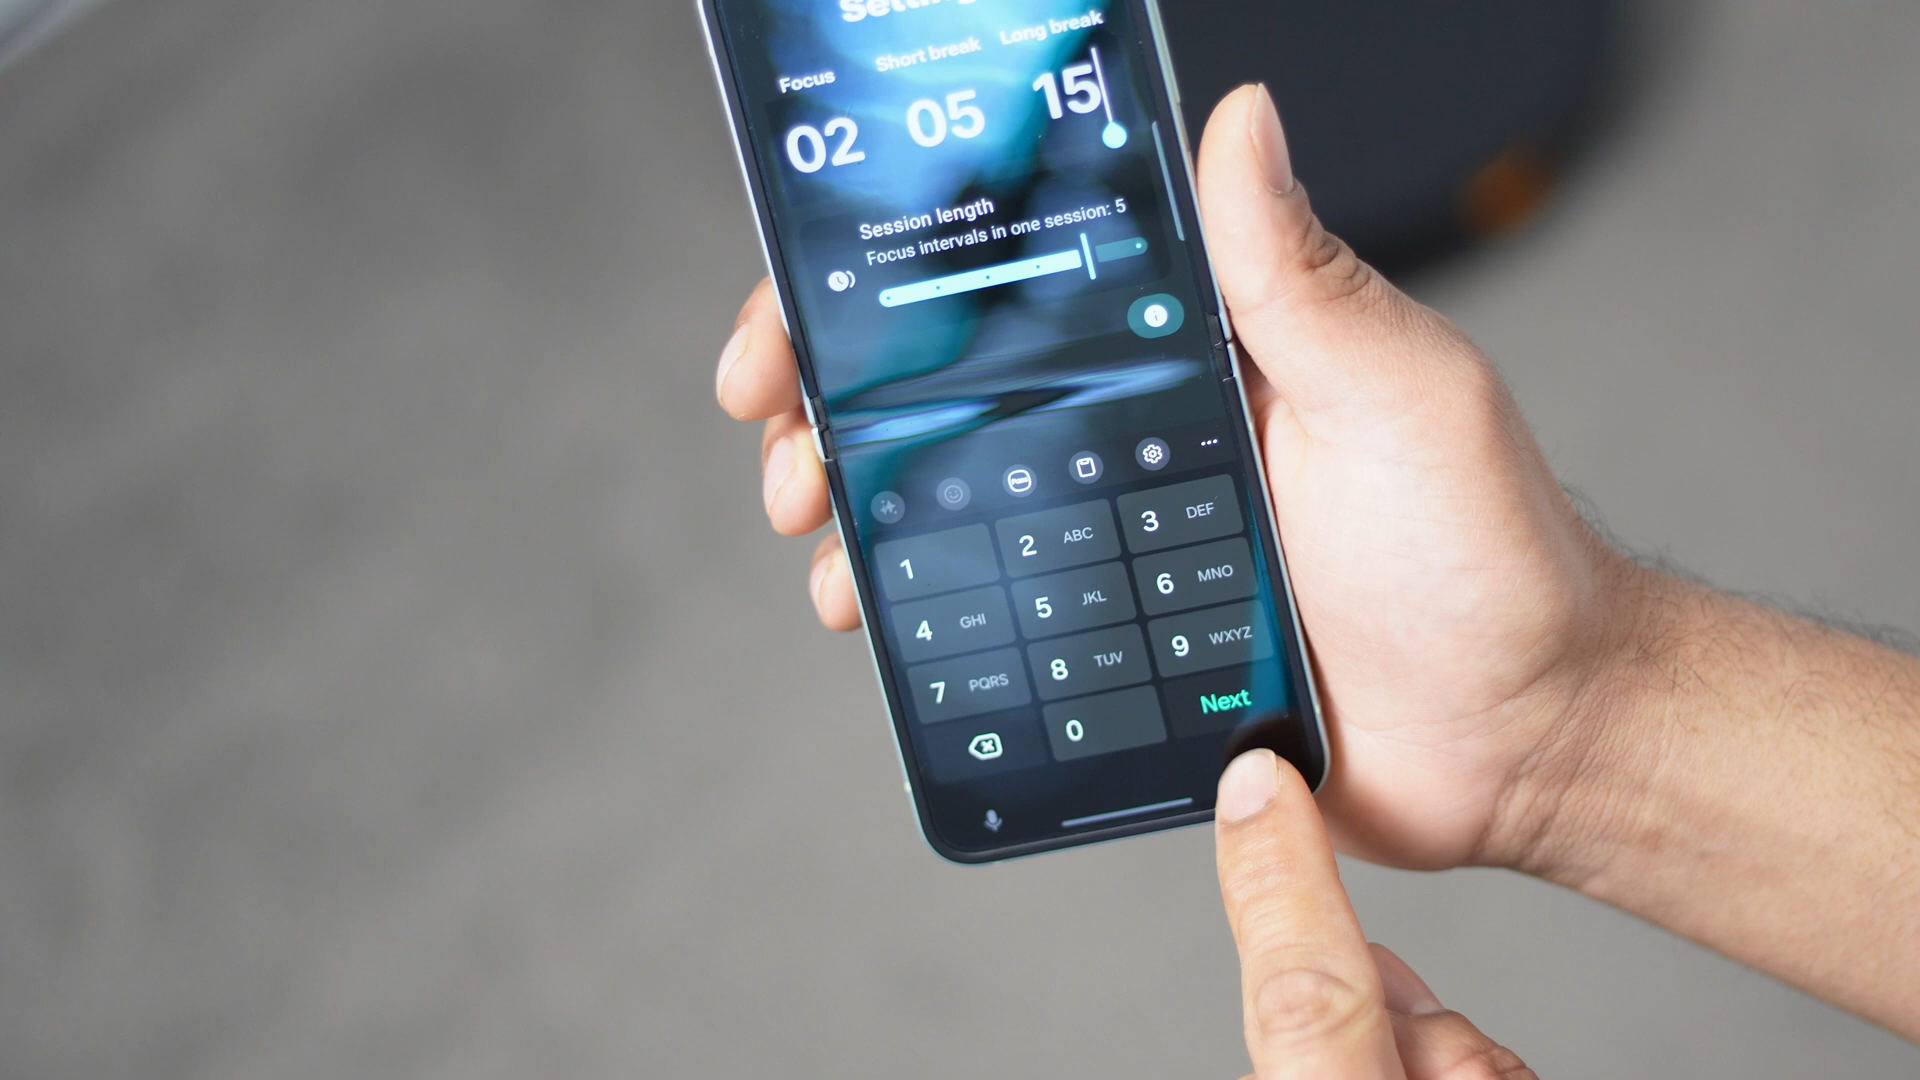 Focus Short break Long break
02 05 15
Session length
Focus intervals in one session: 5
1
2 ABC
3 DEF
4 GHI
5 JKL
6 MNO
7 PQRS
8 TUV
9 WXYZ
0
Next